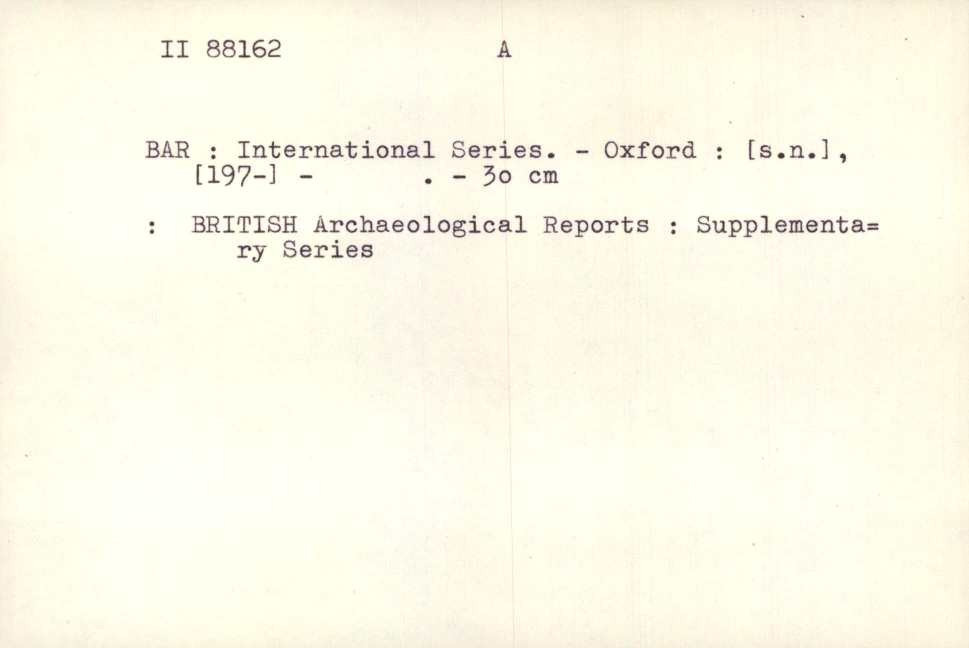 II 88162 A
BAR : International Series. - Oxford : [s.n.],
[197-] - . - 30 cm
: BRITISH Archaeological Reports : Supplementa=
ry Series